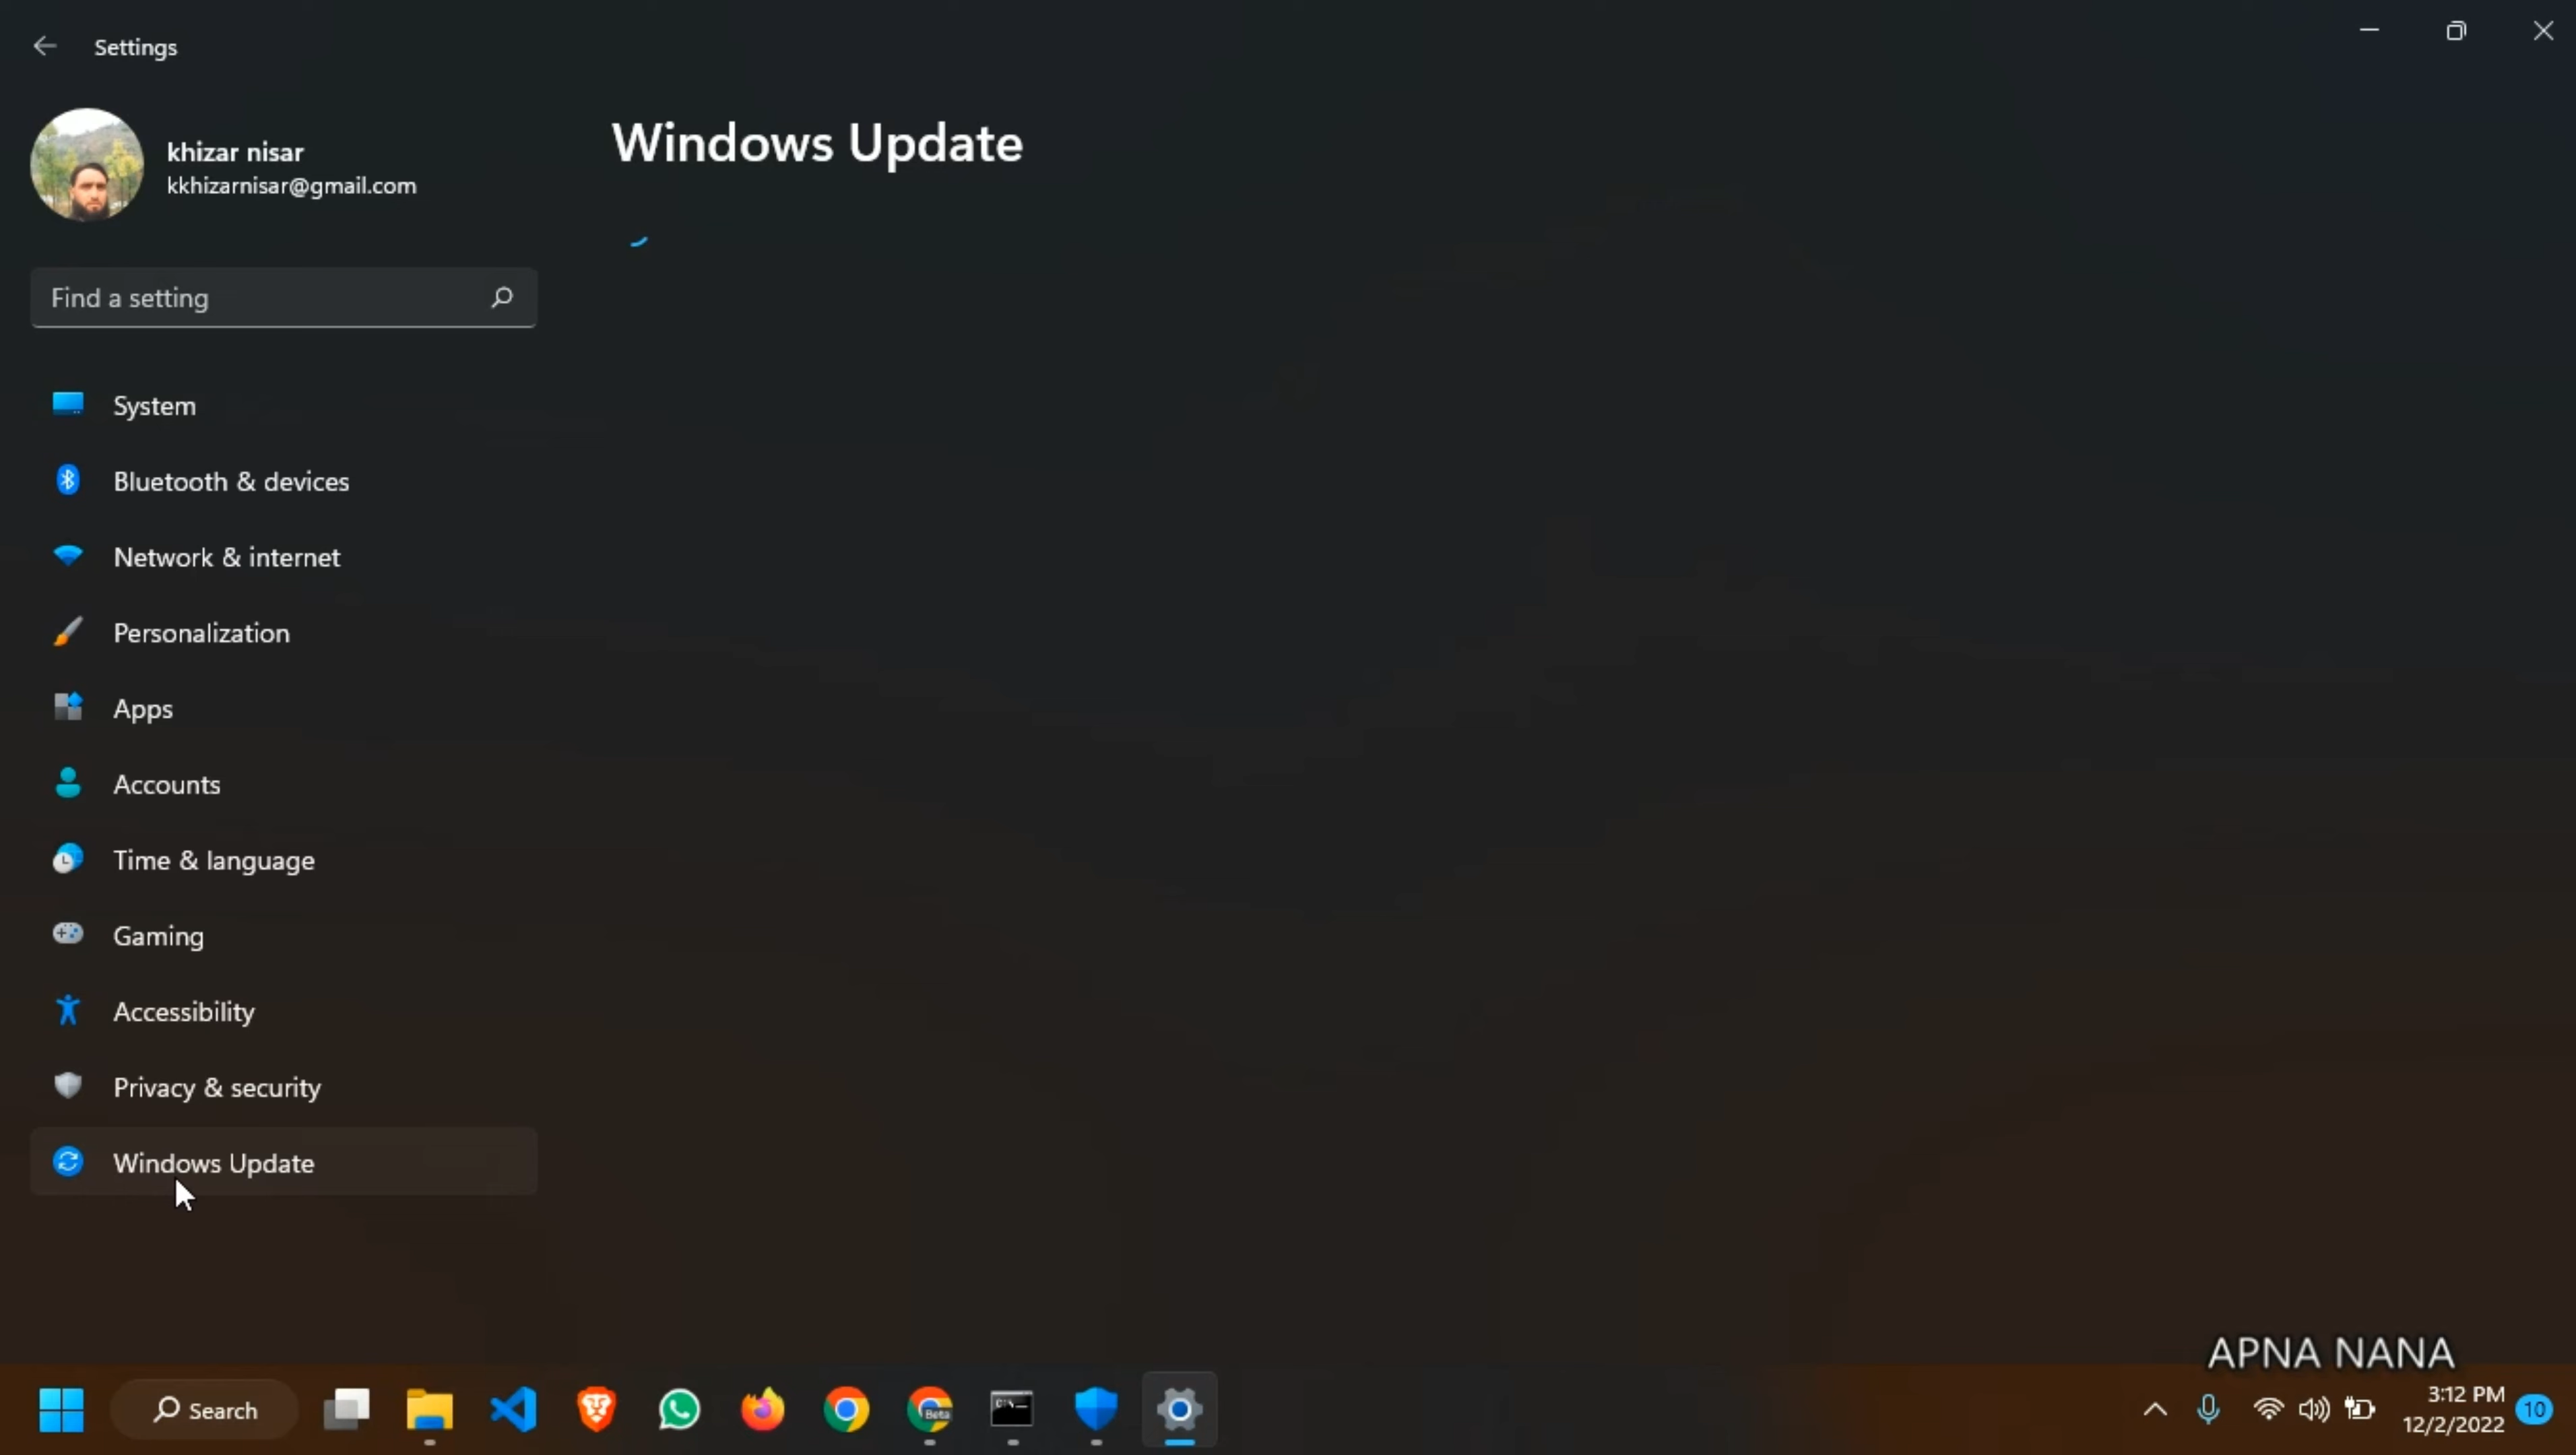 Settings
khizar nisar
kkhizarnisar@gmail.com
Find a setting
System
Bluetooth & devices
Network & internet
Personalization
Apps
Accounts
Time & language
Gaming
Accessibility
Privacy & security
Windows Update
Windows Update
APNA NANA
Search
Beta
3:12 PM
12/2/2022
10